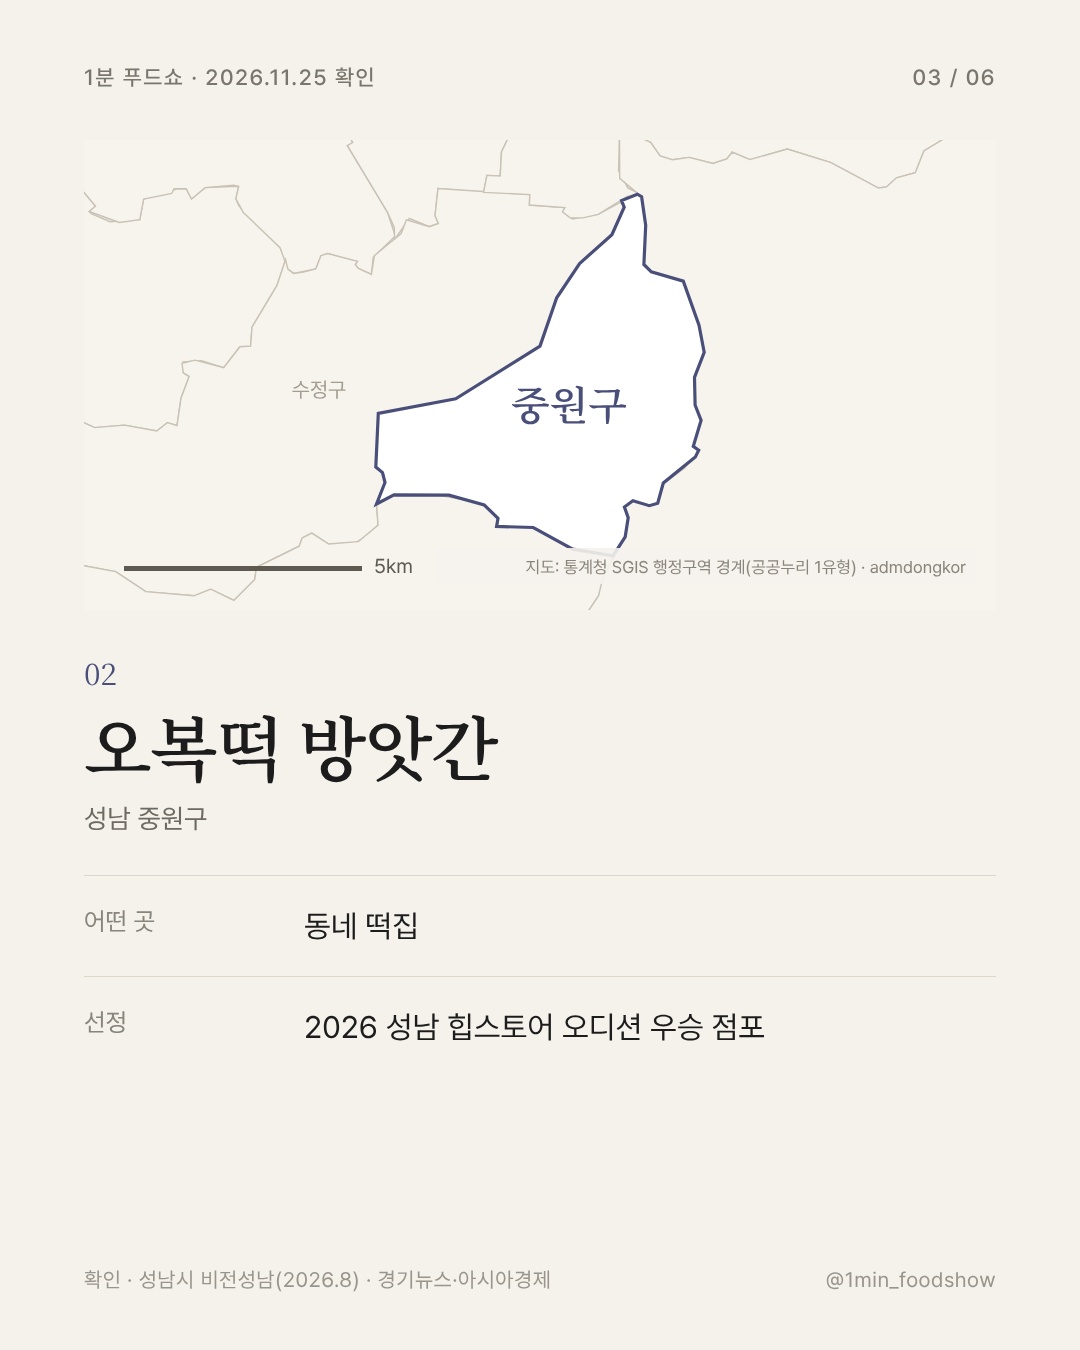 1분 푸드쇼 · 2026.11.25 확인
03 / 06
수정구
중원구
5km
지도: 통계청 SGIS 행정구역 경계(공공누리 1유형) · admdongkor
02
오복떡 방앗간
성남 중원구
어떤 곳
동네 떡집
선정
2026 성남 힙스토어 오디션 우승 점포
확인 · 성남시 비전성남(2026.8) · 경기뉴스·아시아경제
@1min_foodshow